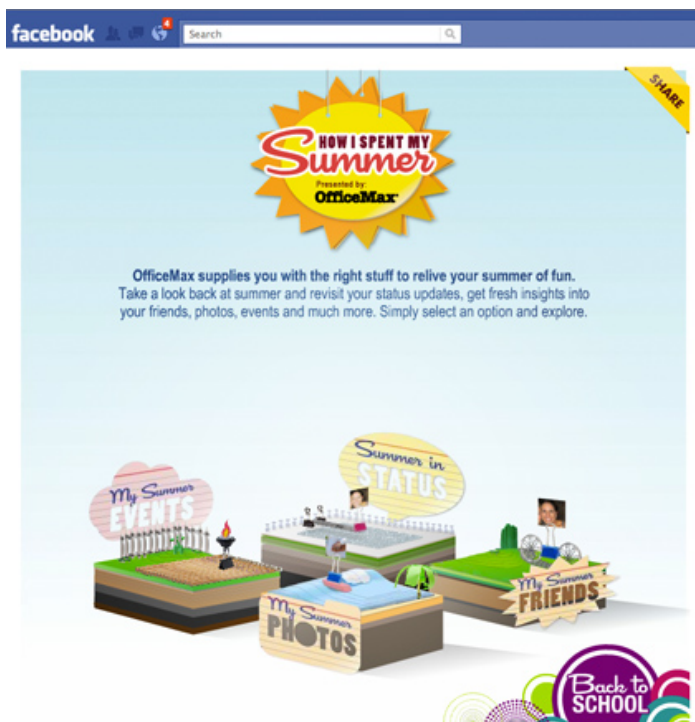 facebook
4
Search
SHARE
HOW I SPENT MY
Summer
Presented by:
OfficeMax
OfficeMax supplies you with the right stuff to relive your summer of fun.
Take a look back at summer and revisit your status updates, get fresh insights into
your friends, photos, events and much more. Simply select an option and explore.
Summer in
STATUS
My Summer
EVENTS
My Summer
FRIENDS
My Summer
PHOTOS
Back to
SCHOOL